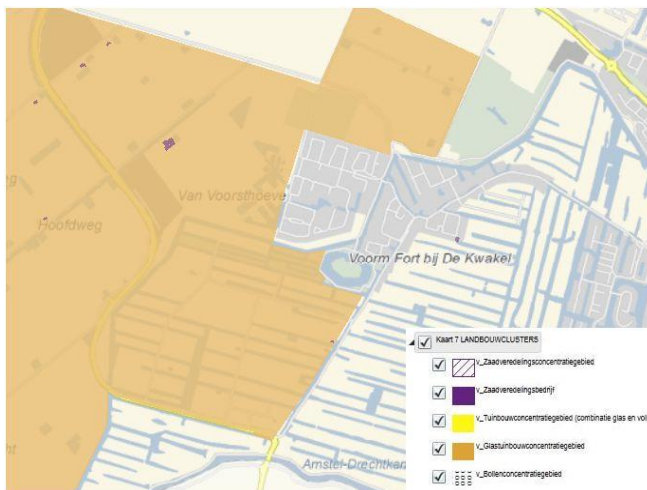 Van Voorsthoeve
Hoofdweg
Voorm Fort bij De Kwakel
Amstel-Drechtka
Kaart 7 LANDBOUWCLUSTERS
v_Zaadveredelingsconcentratiegebied
v_Zaadveredelingsbedrijf
v_Tuinbouwconcentratiegebied (combinatie glas en vol
v_Glastuinbouwconcentratiegebied
v_Bollenconcentratiegebied